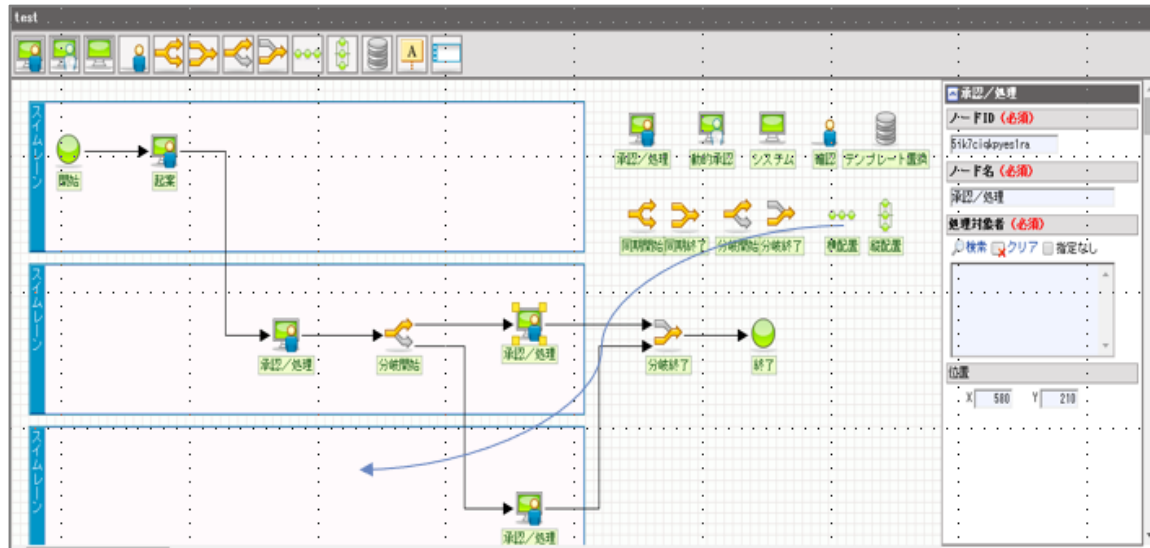 test
A
スイムレーン
開始
起案
承認／処理
動的承認
システム
確認
テンプレート置換
同期開始
同期終了
分岐開始
分岐終了
横配置
縦配置
スイムレーン
承認／処理
分岐開始
承認／処理
分岐終了
終了
スイムレーン
承認／処理
承認／処理
ノードID (必須)
ノード名 (必須)
承認／処理
処理対象者 (必須)
検索 クリア 指定なし
位置
X 580 Y 210